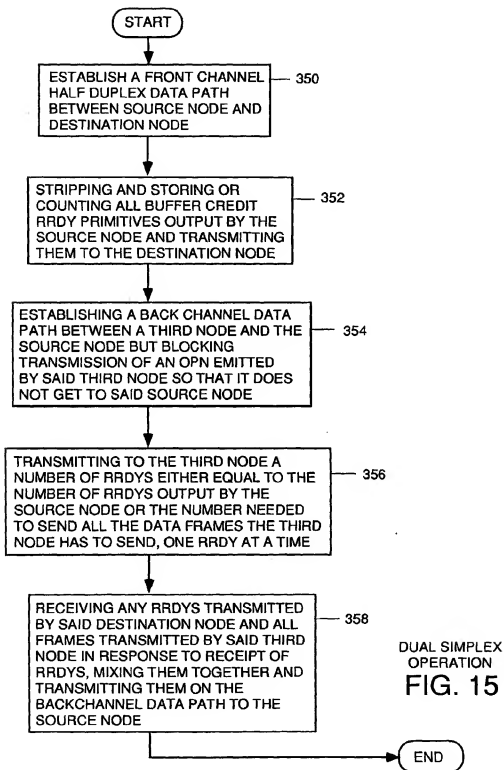 START
ESTABLISH A FRONT CHANNEL
HALF DUPLEX DATA PATH
BETWEEN SOURCE NODE AND
DESTINATION NODE
350
STRIPPING AND STORING OR
COUNTING ALL BUFFER CREDIT
RRDY PRIMITIVES OUTPUT BY THE
SOURCE NODE AND TRANSMITTING
THEM TO THE DESTINATION NODE
352
ESTABLISHING A BACK CHANNEL DATA
PATH BETWEEN A THIRD NODE AND THE
SOURCE NODE BUT BLOCKING
TRANSMISSION OF AN OPN EMITTED
BY SAID THIRD NODE SO THAT IT DOES
NOT GET TO SAID SOURCE NODE
354
TRANSMITTING TO THE THIRD NODE A
NUMBER OF RRDYS EITHER EQUAL TO THE
NUMBER OF RRDYS OUTPUT BY THE
SOURCE NODE OR THE NUMBER NEEDED
TO SEND ALL THE DATA FRAMES THE THIRD
NODE HAS TO SEND, ONE RRDY AT A TIME
356
RECEIVING ANY RRDYS TRANSMITTED
BY SAID DESTINATION NODE AND ALL
FRAMES TRANSMITTED BY SAID THIRD
NODE IN RESPONSE TO RECEIPT OF
RRDYS, MIXING THEM TOGETHER AND
TRANSMITTING THEM ON THE
BACKCHANNEL DATA PATH TO THE
SOURCE NODE
358
DUAL SIMPLEX
OPERATION
FIG. 15
END